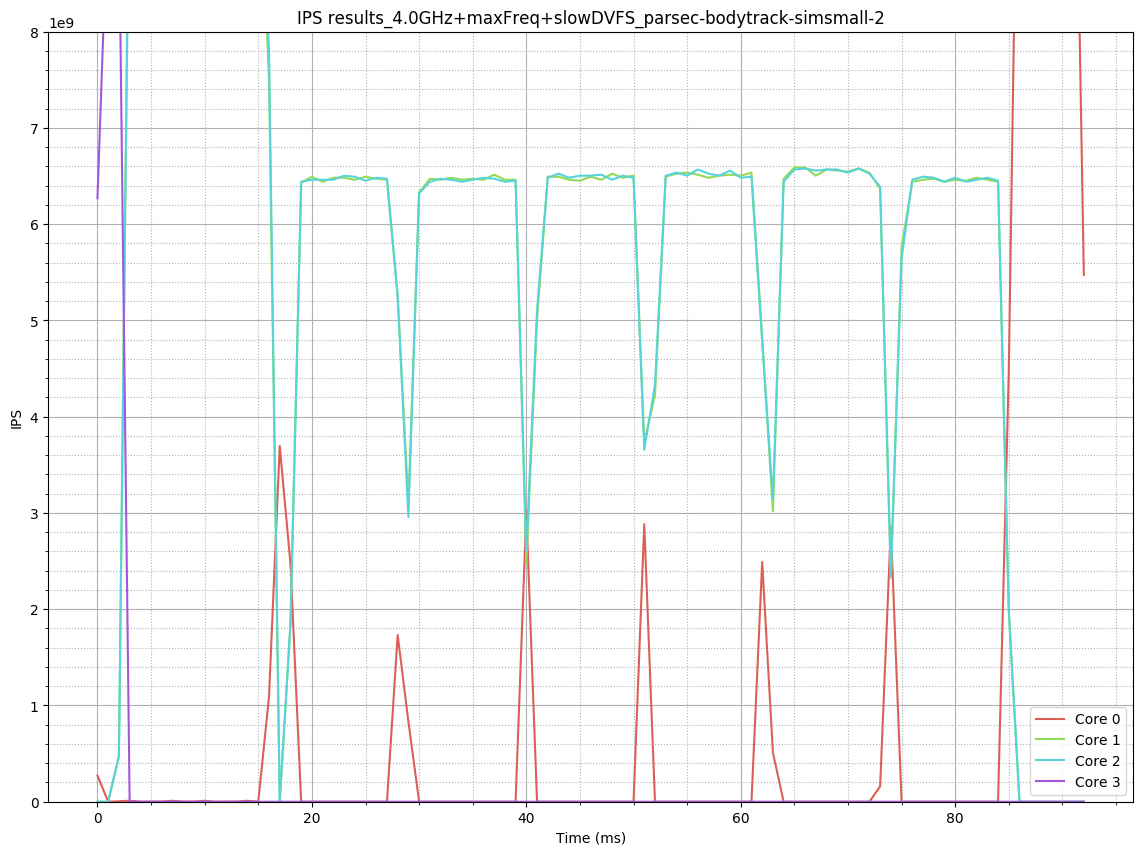 IPS results_4.0GHz+maxFreq+slowDVFS_parsec-bodytrack-simsmall-2
1e9
8
7
6
5
4
3
2
1
0
IPS
0 20 40 60 80
Time (ms)
Core 0
Core 1
Core 2
Core 3